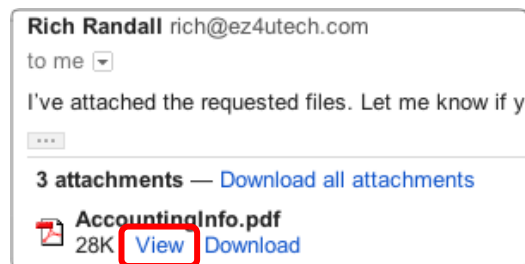 Rich Randall rich@ez4utech.com
to me
I've attached the requested files. Let me know if y
3 attachments — Download all attachments
AccountingInfo.pdf
28K View Download